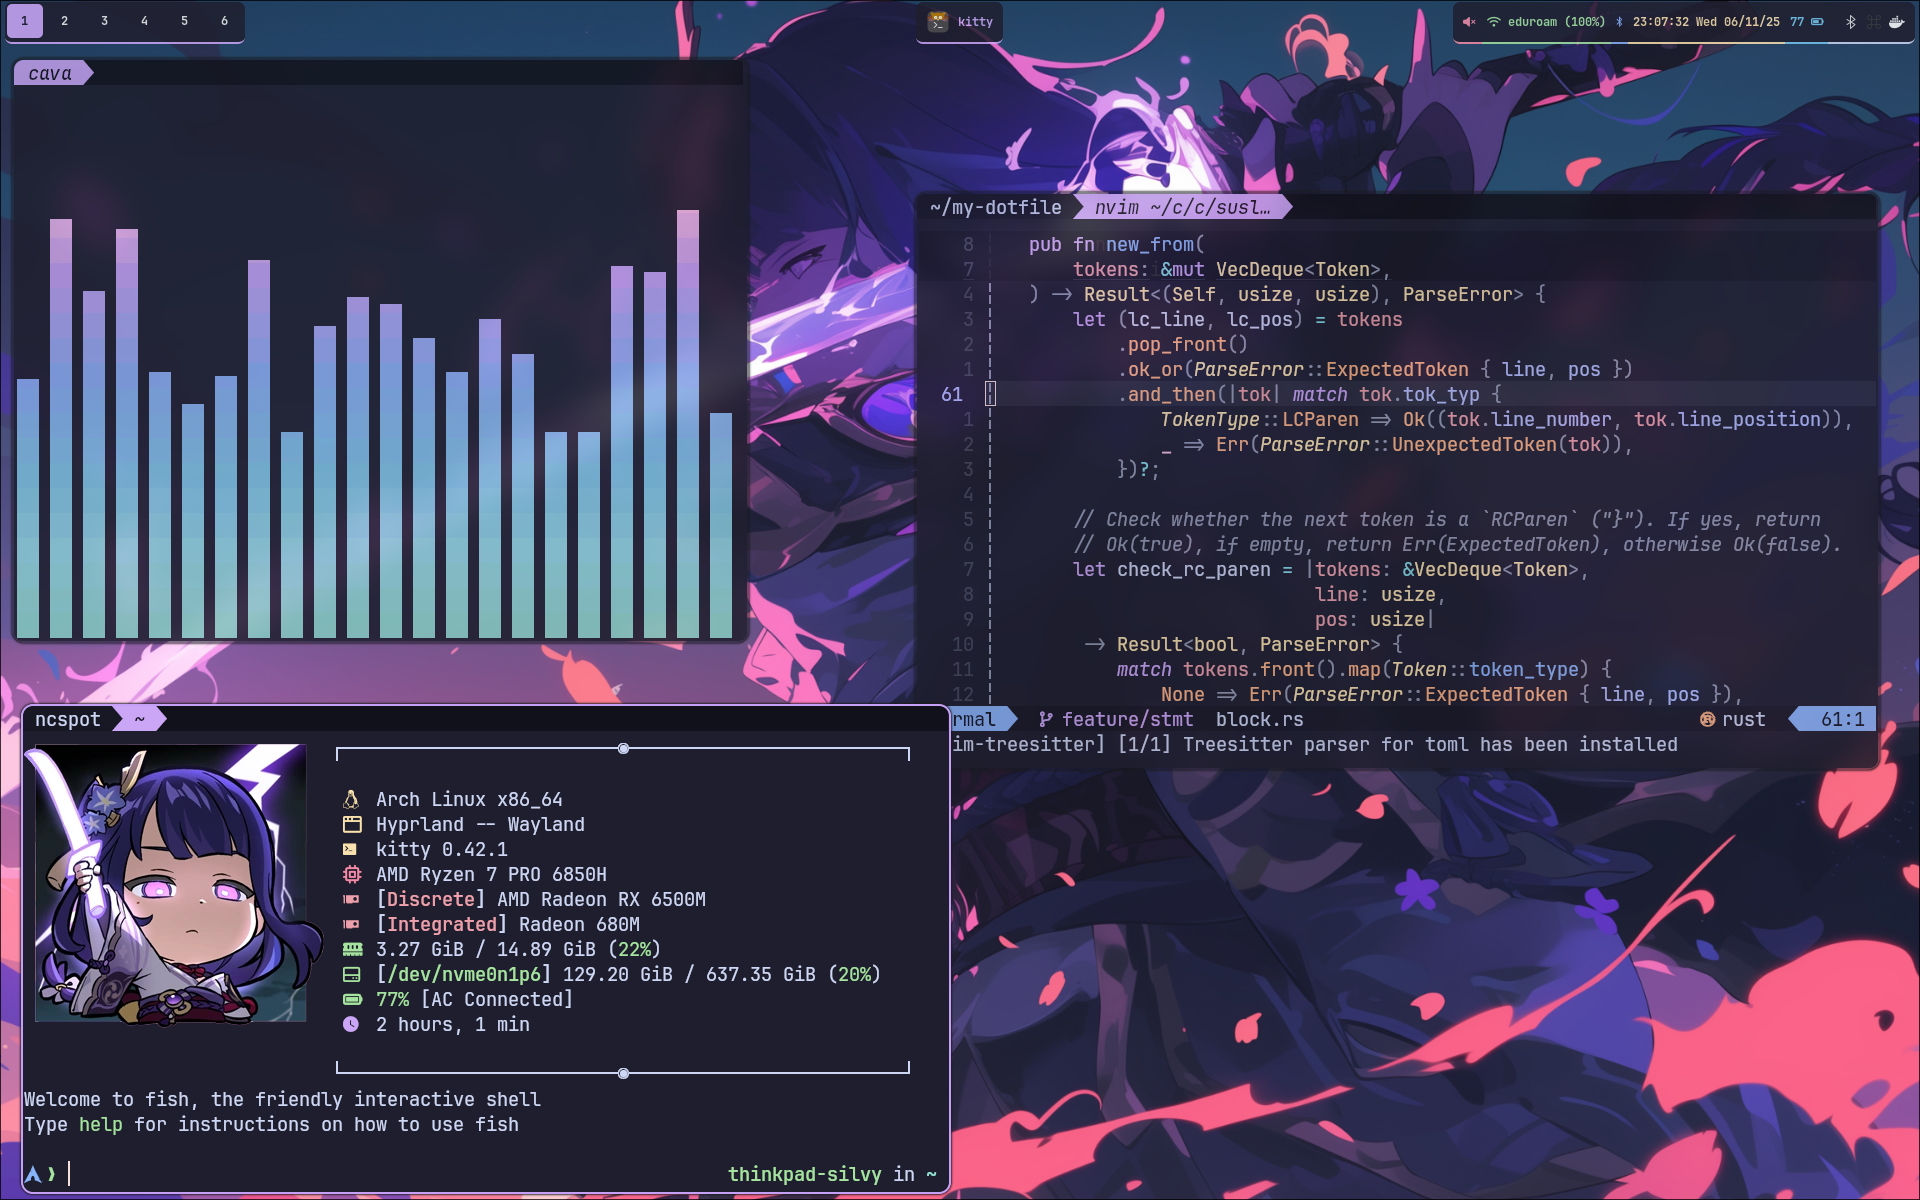 1 2 3 4 5 6
kitty
eduroam (100%) 23:07:32 Wed 06/11/25 77
cava
~/my-dotfile nvim ~/c/c/susl…
8 pub fn new_from(
7 tokens: &mut VecDeque<Token>,
4 ) -> Result<(Self, usize, usize), ParseError> {
3 let (lc_line, lc_pos) = tokens
2 .pop_front()
1 .ok_or(ParseError::ExpectedToken { line, pos })
61 .and_then(|tok| match tok.tok_typ {
1 TokenType::LCParen => Ok((tok.line_number, tok.line_position)),
2 _ => Err(ParseError::UnexpectedToken(tok)),
3 })?;
4
5 // Check whether the next token is a `RCParen` ("}"). If yes, return
6 // Ok(true), if empty, return Err(ExpectedToken), otherwise Ok(false).
7 let check_rc_paren = |tokens: &VecDeque<Token>,
8 line: usize,
9 pos: usize|
10 -> Result<bool, ParseError> {
11 match tokens.front().map(Token::token_type) {
12 None => Err(ParseError::ExpectedToken { line, pos }),
rmal feature/stmt block.rs rust 61:1
im-treesitter] [1/1] Treesitter parser for toml has been installed
ncspot ~
Arch Linux x86_64
Hyprland -- Wayland
kitty 0.42.1
AMD Ryzen 7 PRO 6850H
[Discrete] AMD Radeon RX 6500M
[Integrated] Radeon 680M
3.27 GiB / 14.89 GiB (22%)
[/dev/nvme0n1p6] 129.20 GiB / 637.35 GiB (20%)
77% [AC Connected]
2 hours, 1 min
Welcome to fish, the friendly interactive shell
Type help for instructions on how to use fish
❯ thinkpad-silvy in ~